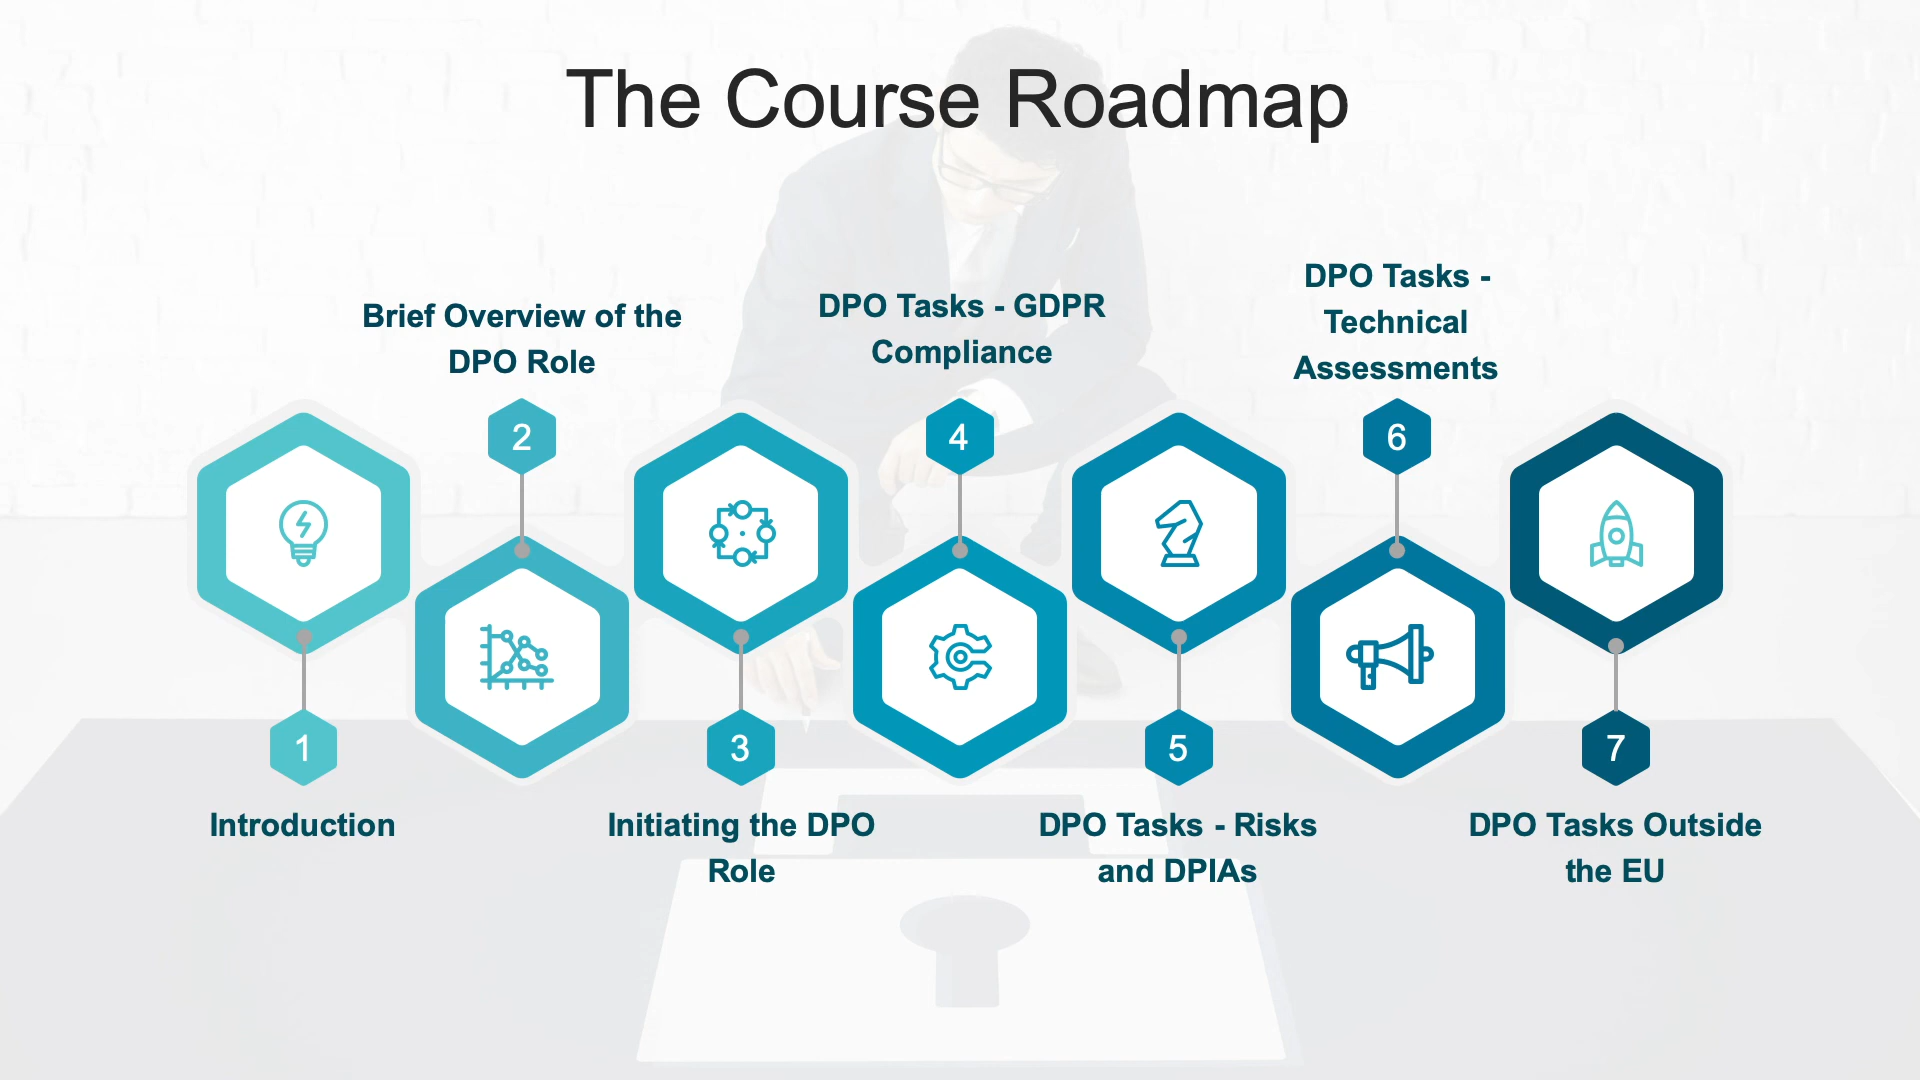 The Course Roadmap
1
Introduction
Brief Overview of the
DPO Role
2
3
Initiating the DPO
Role
DPO Tasks - GDPR
Compliance
4
5
DPO Tasks - Risks
and DPIAs
DPO Tasks -
Technical
Assessments
6
7
DPO Tasks Outside
the EU